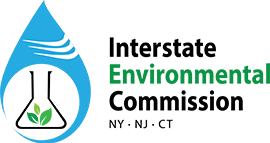 Interstate
Environmental
Commission
NY · NJ · CT